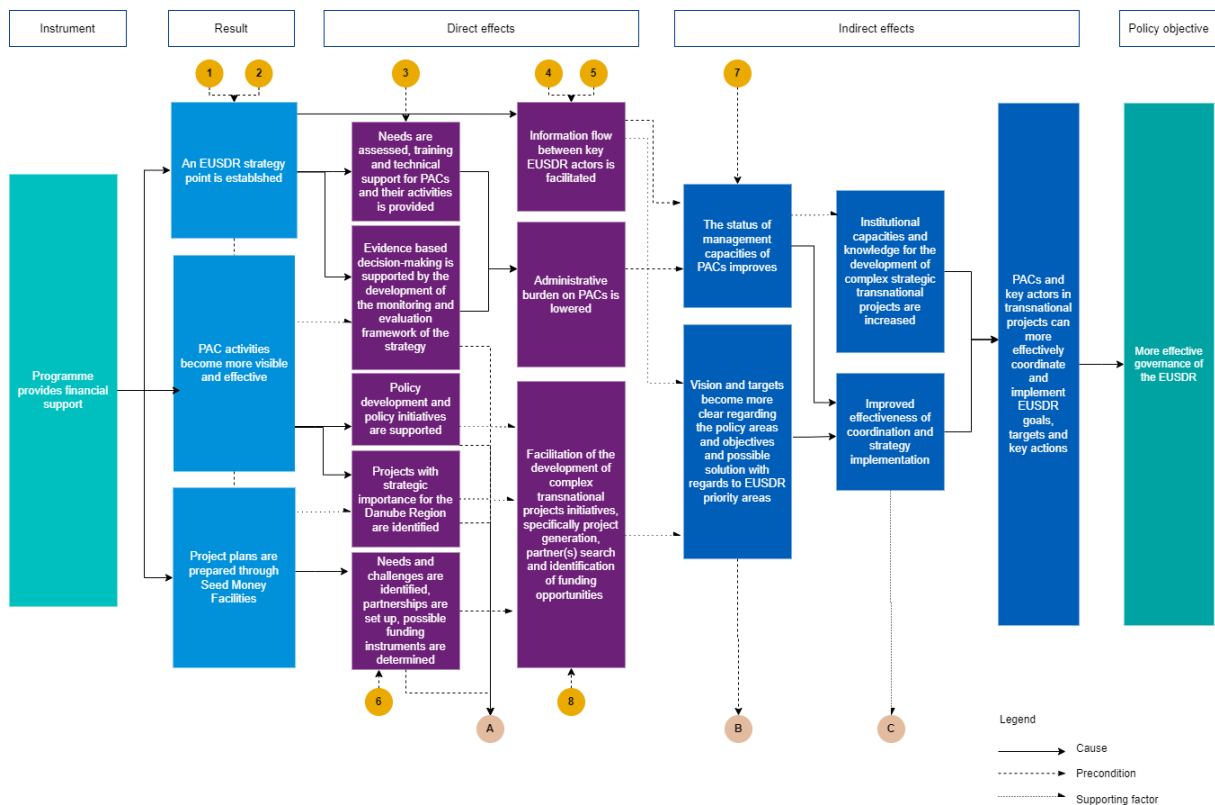 Instrument
Result
Direct effects
Indirect effects
Policy objective
1
2
3
4
5
7
An EUSDR strategy
point is establshed
Needs are
assessed, training
and technical
support for PACs
and their activities
is provided
Information flow
between key
EUSDR actors is
facilitated
The status of
management
capacities of
PACs improves
Institutional
capacities and
knowledge for the
development of
complex strategic
transnational
projects are
increased
Evidence based
decision-making is
supported by the
development of
the monitoring and
evaluation
framework of the
strategy
Administrative
burden on PACs is
lowered
PACs and
key actors in
transnational
projects can
more
effectively
coordinate
and
implement
EUSDR
goals,
targets and
key actions
More effective
governance of
the EUSDR
Programme
provides financial
support
PAC activities
become more visible
and effective
Policy
development and
policy initiatives
are supported
Vision and targets
become more
clear regarding
the policy areas
and objectives
and possible
solution with
regards to EUSDR
priority areas
Improved
effectiveness of
coordination and
strategy
implementation
Projects with
strategic
importance for the
Danube Region
are identified
Facilitation of the
development of
complex
transnational
projects initiatives,
specifically project
generation,
partner(s) search
and identification
of funding
opportunities
Project plans are
prepared through
Seed Money
Facilities
Needs and
challenges are
identified,
partnerships are
set up, possible
funding
instruments are
determined
6
8
A
B
C
Legend
Cause
Precondition
Supporting factor